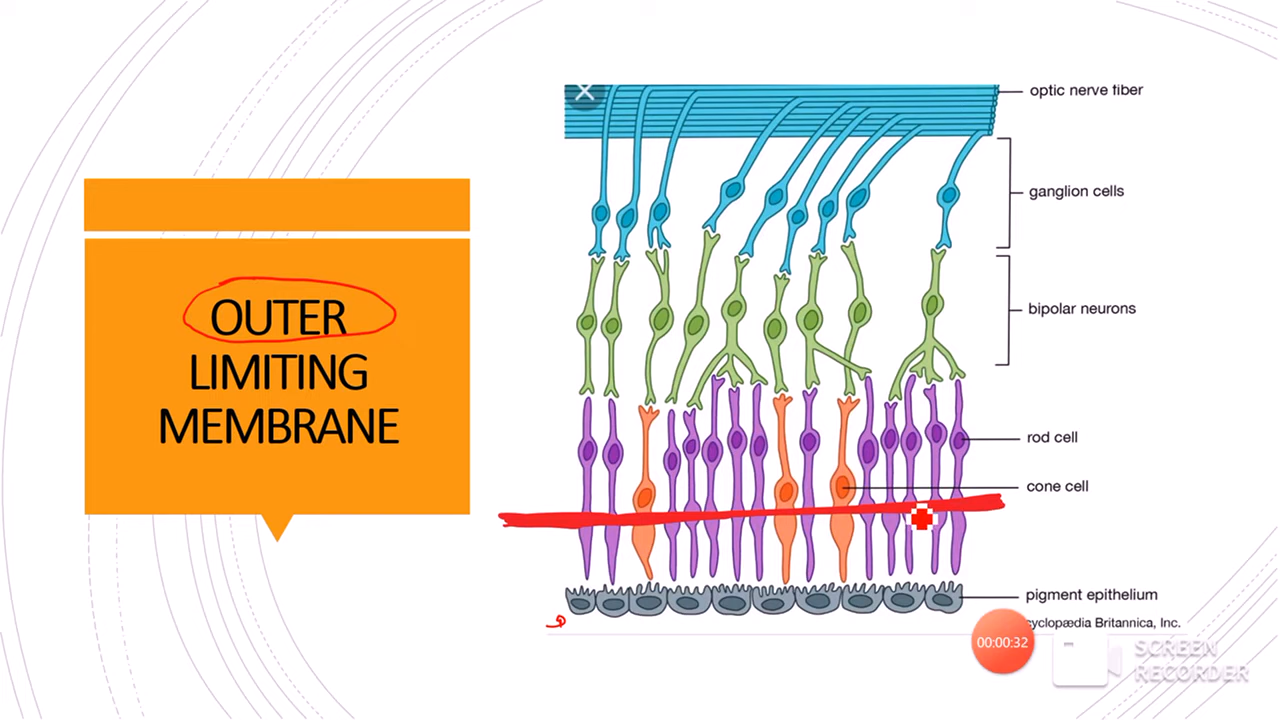 OUTER
LIMITING
MEMBRANE
optic nerve fiber
ganglion cells
bipolar neurons
rod cell
cone cell
pigment epithelium
cyclopædia Britannica, Inc.
00:00:32
SCREEN
RECORDER